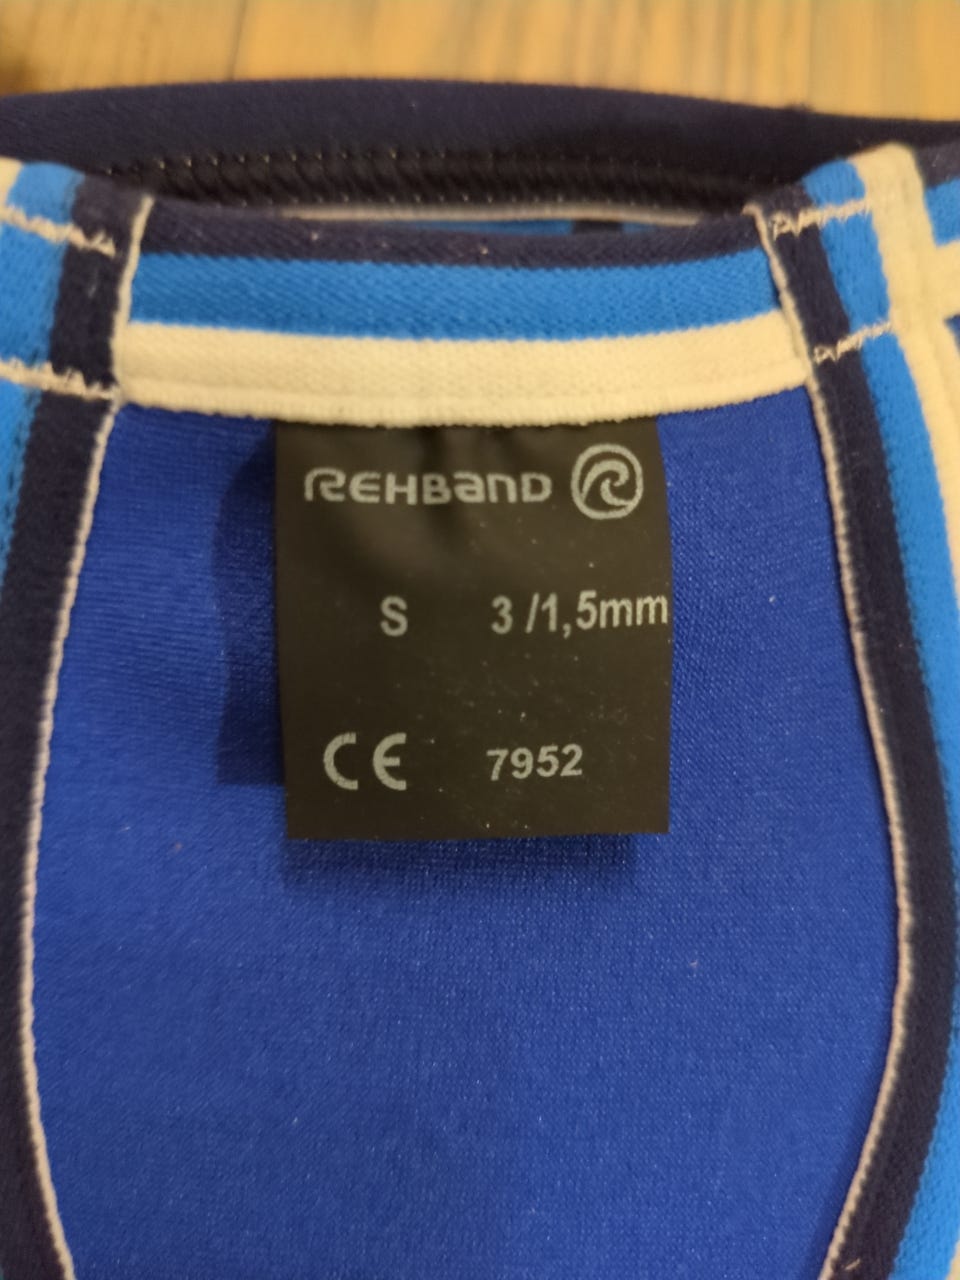 REHBAND
S 3 /1,5mm
CE 7952